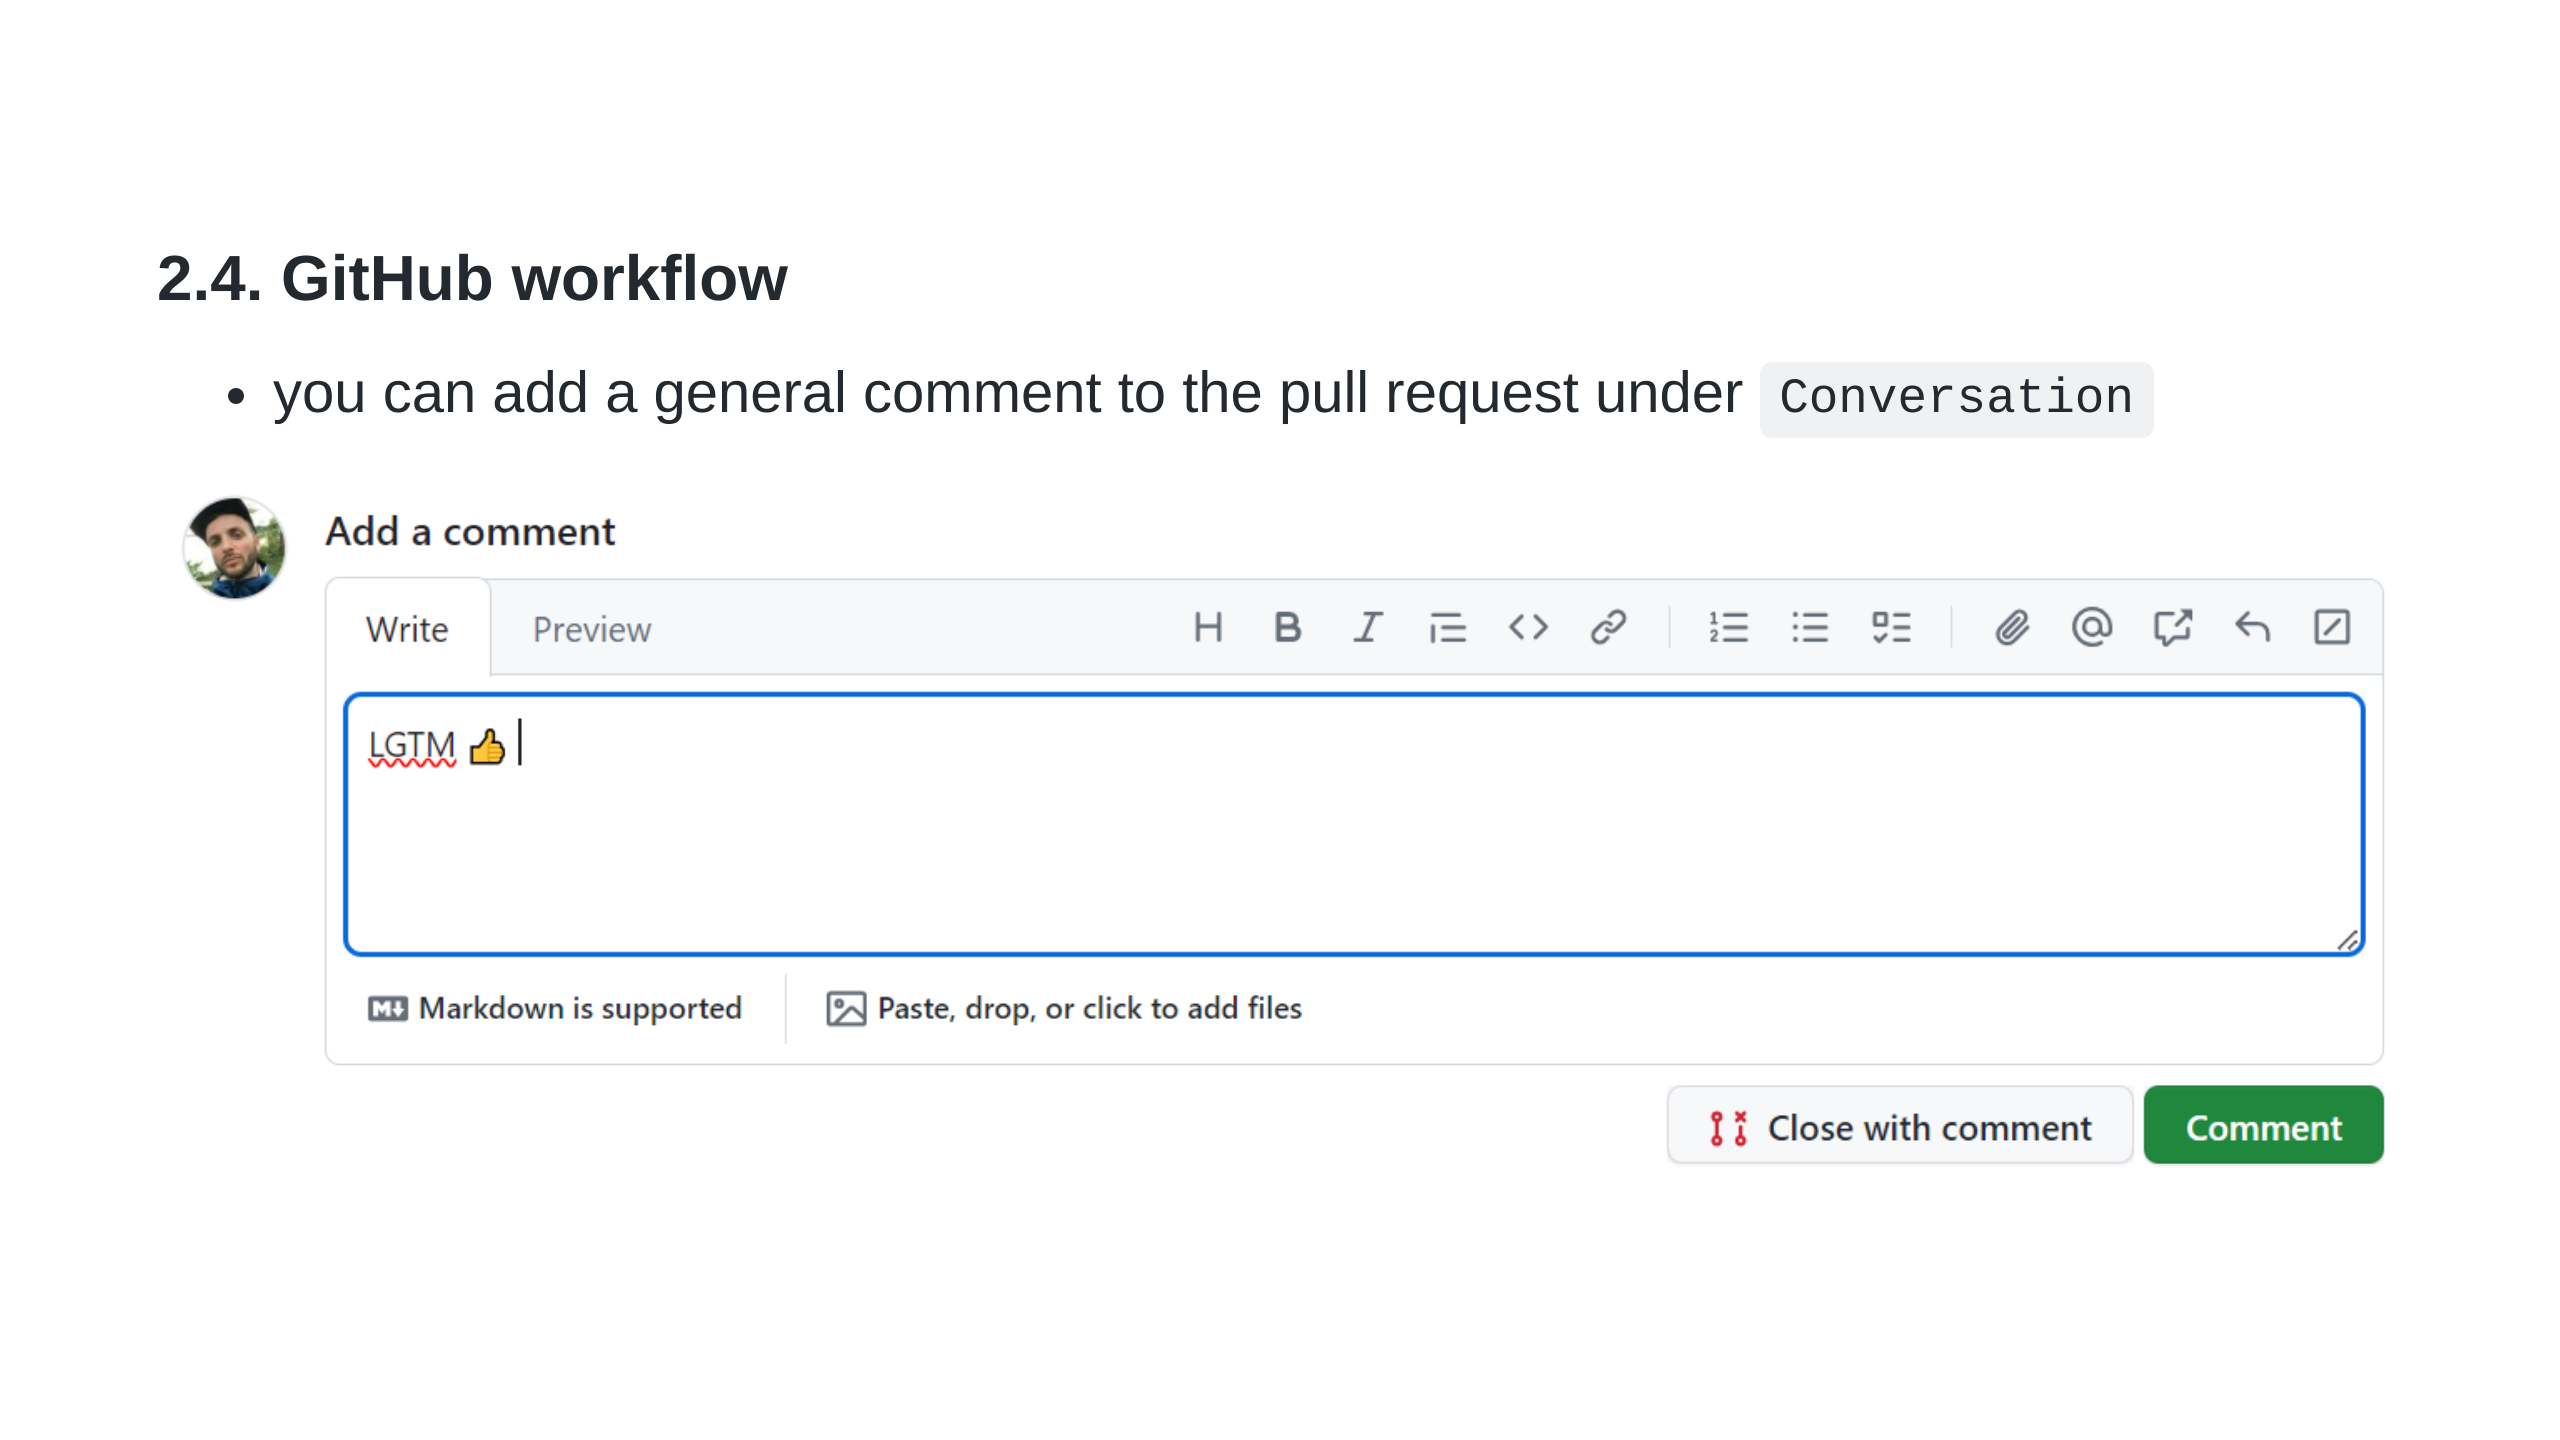 2.4. GitHub workflow
• you can add a general comment to the pull request under Conversation
Add a comment
Write Preview
LGTM 👍
Markdown is supported Paste, drop, or click to add files
Close with comment Comment